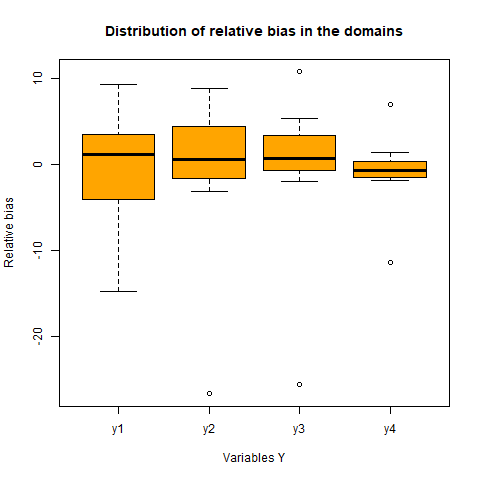 Distribution of relative bias in the domains
Relative bias
10
0
-10
-20
y1 y2 y3 y4
Variables Y